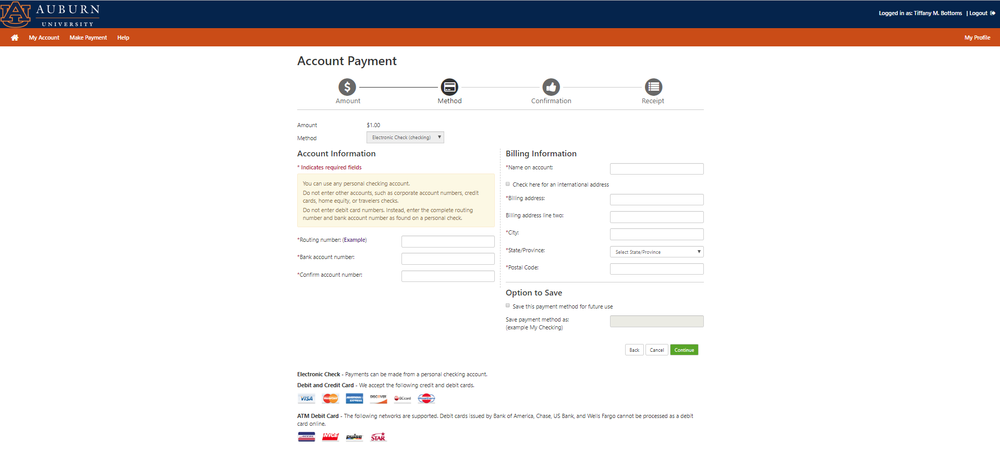 AUBURN
UNIVERSITY
Logged in as: Tiffany M. Bottoms | Logout
My Account Make Payment Help My Profile
Account Payment
Amount Method Confirmation Receipt
Amount $1.00
Method Electronic Check (checking)
Account Information
* Indicates required fields
You can use any personal checking account.
Do not enter other accounts, such as corporate account numbers, credit
cards, home equity, or travelers checks.
Do not enter debit card numbers. Instead, enter the complete routing
number and bank account number as found on a personal check.
*Routing number: (Example)
*Bank account number:
*Confirm account number:
Billing Information
*Name on account:
Check here for an international address
*Billing address:
Billing address line two:
*City:
*State/Province: Select State/Province
*Postal Code:
Option to Save
Save this payment method for future use
Save payment method as:
(example My Checking)
Back Cancel Continue
Electronic Check - Payments can be made from a personal checking account.
Debit and Credit Card - We accept the following credit and debit cards.
VISA MasterCard AMERICAN EXPRESS DISCOVER BCcard DinaCard
ATM Debit Card - The following networks are supported. Debit cards issued by Bank of America, Chase, US Bank, and Wells Fargo cannot be processed as a debit
card online.
ACCEL NYCE pulse STAR